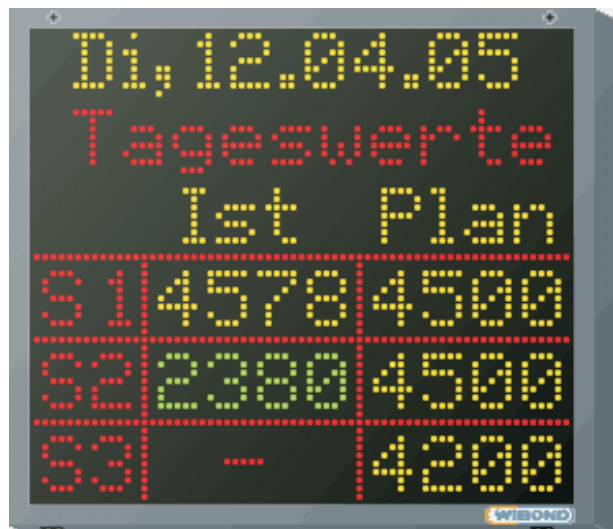 Di, 12.04.05
Tageswerte
Ist Plan
S1 4578 4500
S2 2380 4500
S3 - 4200
WIBOND